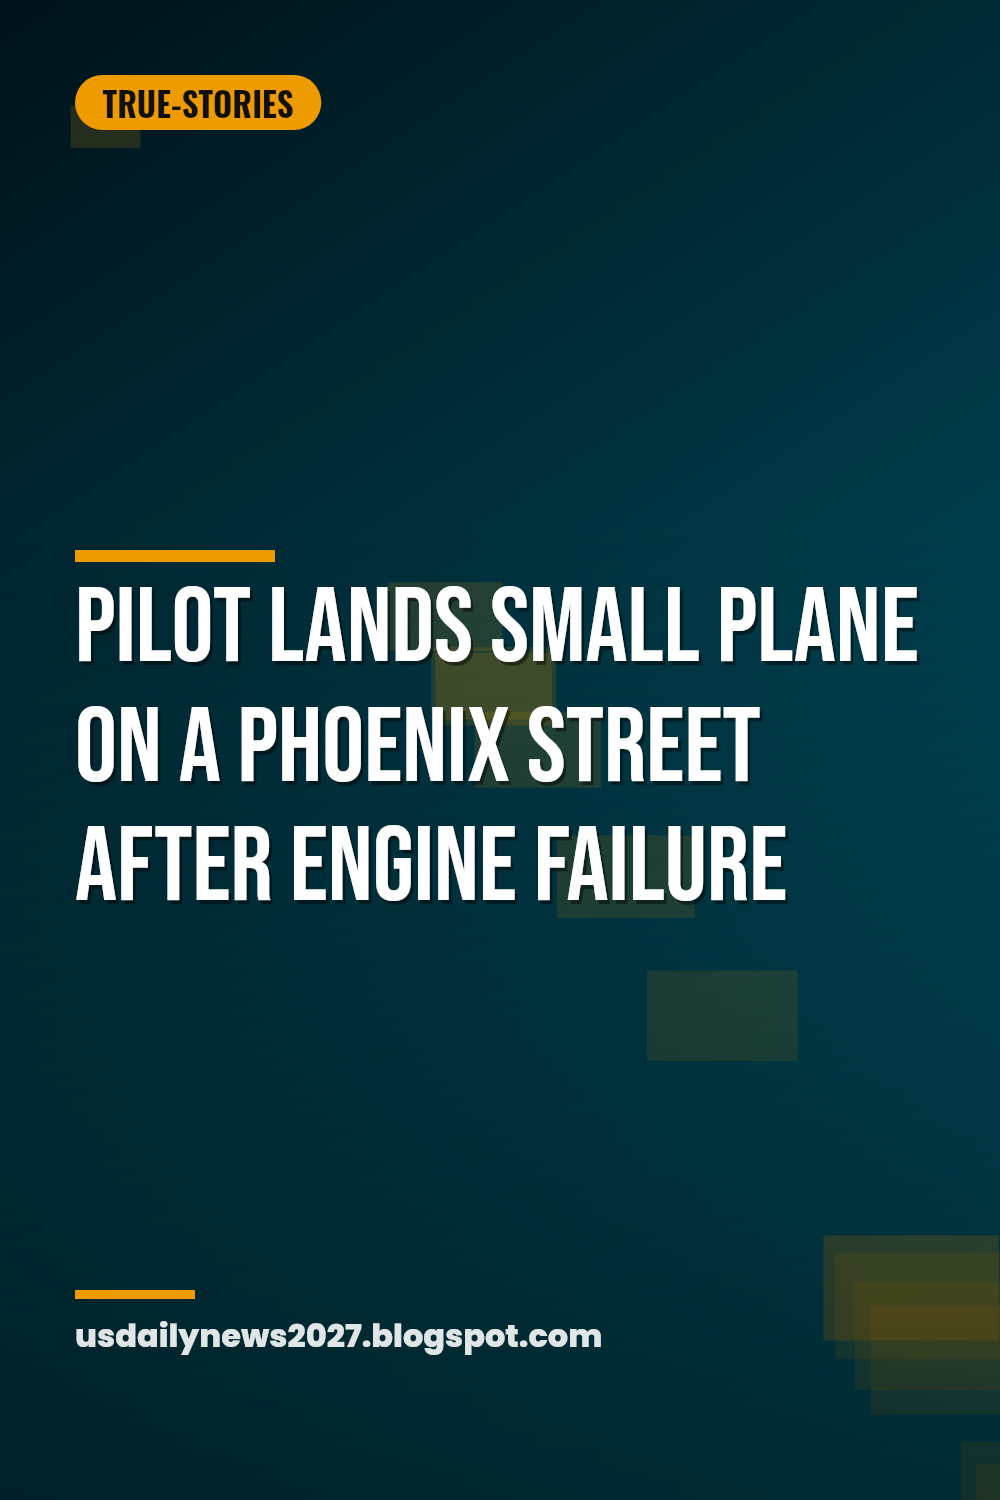 TRUE-STORIES
PILOT LANDS SMALL PLANE
ON A PHOENIX STREET
AFTER ENGINE FAILURE
usdailynews2027.blogspot.com